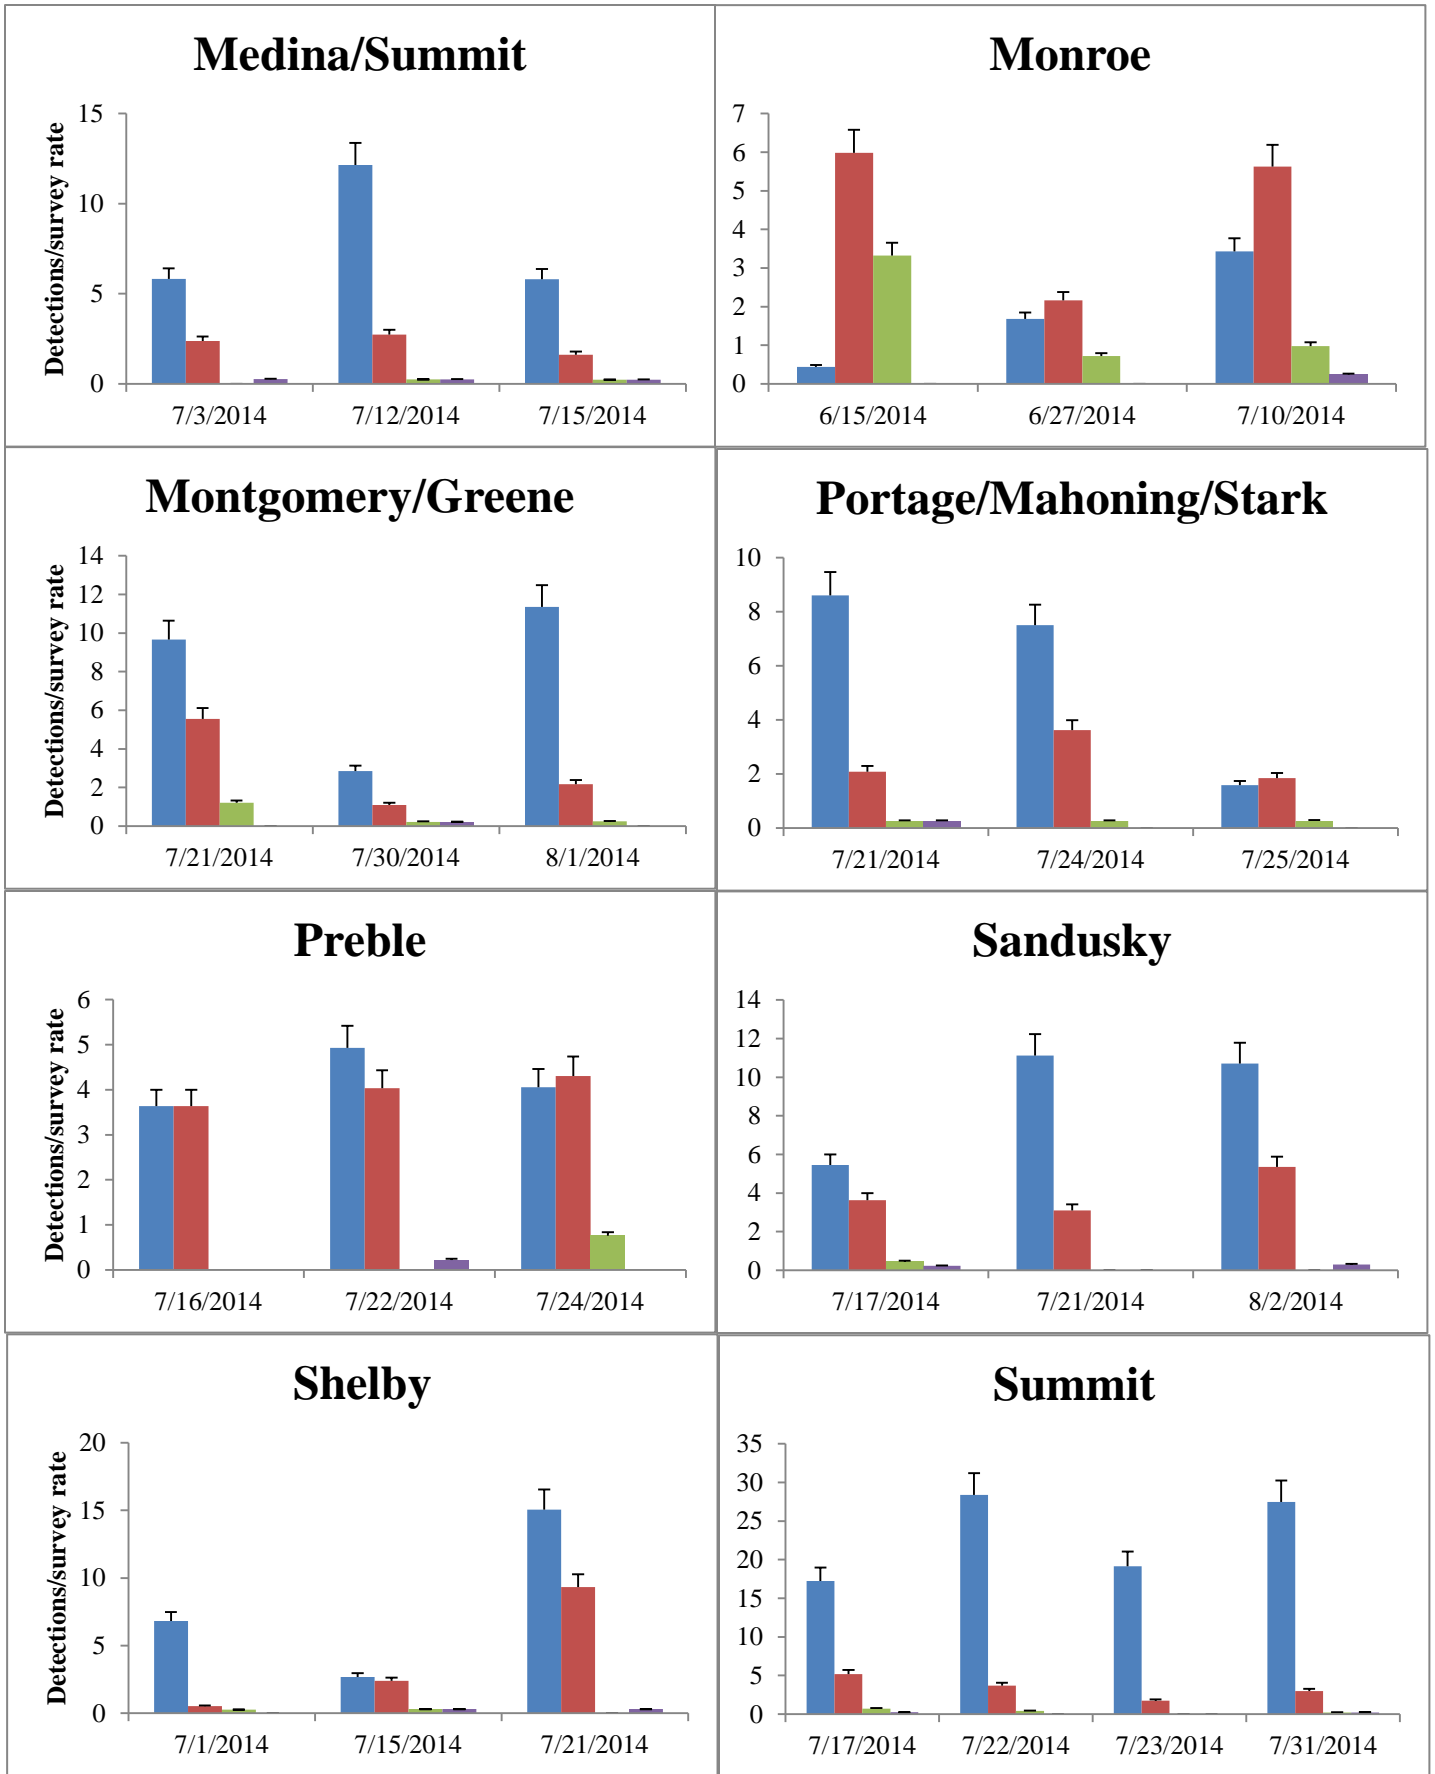 Medina/Summit
Detections/survey rate
15
10
5
0
7/3/2014 7/12/2014 7/15/2014
Monroe
7
6
5
4
3
2
1
0
6/15/2014 6/27/2014 7/10/2014
Montgomery/Greene
Detections/survey rate
14
12
10
8
6
4
2
0
7/21/2014 7/30/2014 8/1/2014
Portage/Mahoning/Stark
10
8
6
4
2
0
7/21/2014 7/24/2014 7/25/2014
Preble
Detections/survey rate
6
5
4
3
2
1
0
7/16/2014 7/22/2014 7/24/2014
Sandusky
14
12
10
8
6
4
2
0
7/17/2014 7/21/2014 8/2/2014
Shelby
Detections/survey rate
20
15
10
5
0
7/1/2014 7/15/2014 7/21/2014
Summit
35
30
25
20
15
10
5
0
7/17/2014 7/22/2014 7/23/2014 7/31/2014